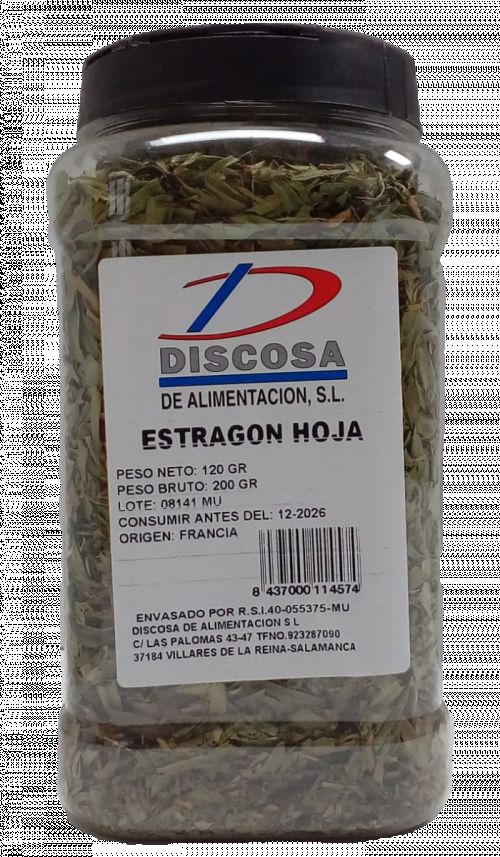 DISCOSA
DE ALIMENTACION, S.L.
ESTRAGON HOJA
PESO NETO: 120 GR
PESO BRUTO: 200 GR
LOTE: 08141 MU
CONSUMIR ANTES DEL: 12-2026
ORIGEN: FRANCIA
8 437000 114574
ENVASADO POR R.S.I.40-055375-MU
DISCOSA DE ALIMENTACION S L
C/ LAS PALOMAS 43-47 TFNO.923287090
37184 VILLARES DE LA REINA-SALAMANCA